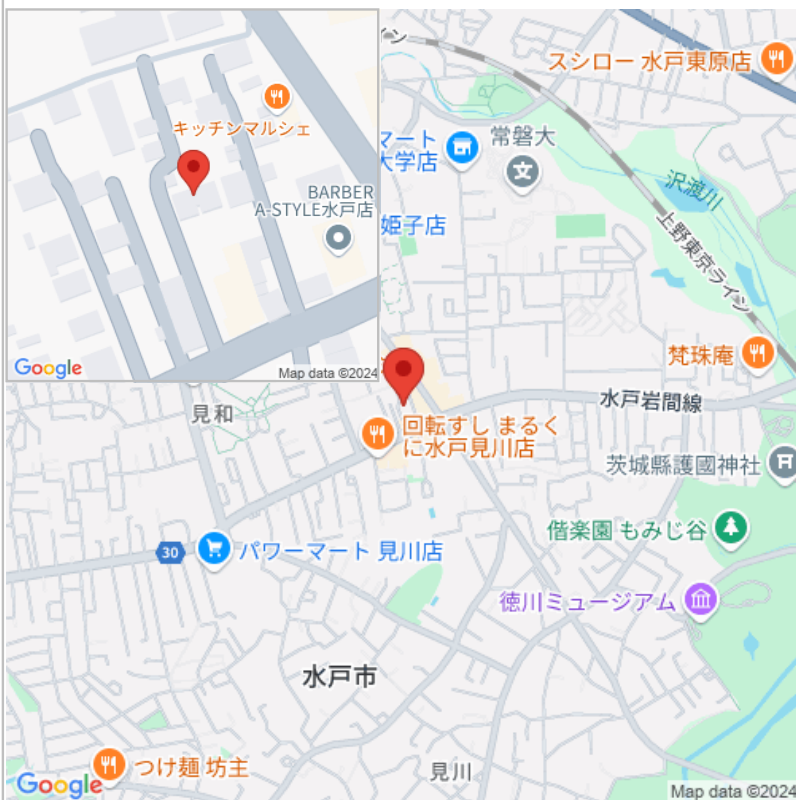 キッチンマルシェ
BARBER
A-STYLE水戸店
Google
Map data ©2024
イン
スシロー 水戸東原店
マート
大学店
常磐大
沢渡川
姫子店
上野東京ライン
梵珠庵
水戸岩間線
見和
回転すし まるく
に水戸見川店
茨城縣護國神社
偕楽園 もみじ谷
30
パワーマート 見川店
徳川ミュージアム
水戸市
つけ麺 坊主
見川
Google
Map data ©2024